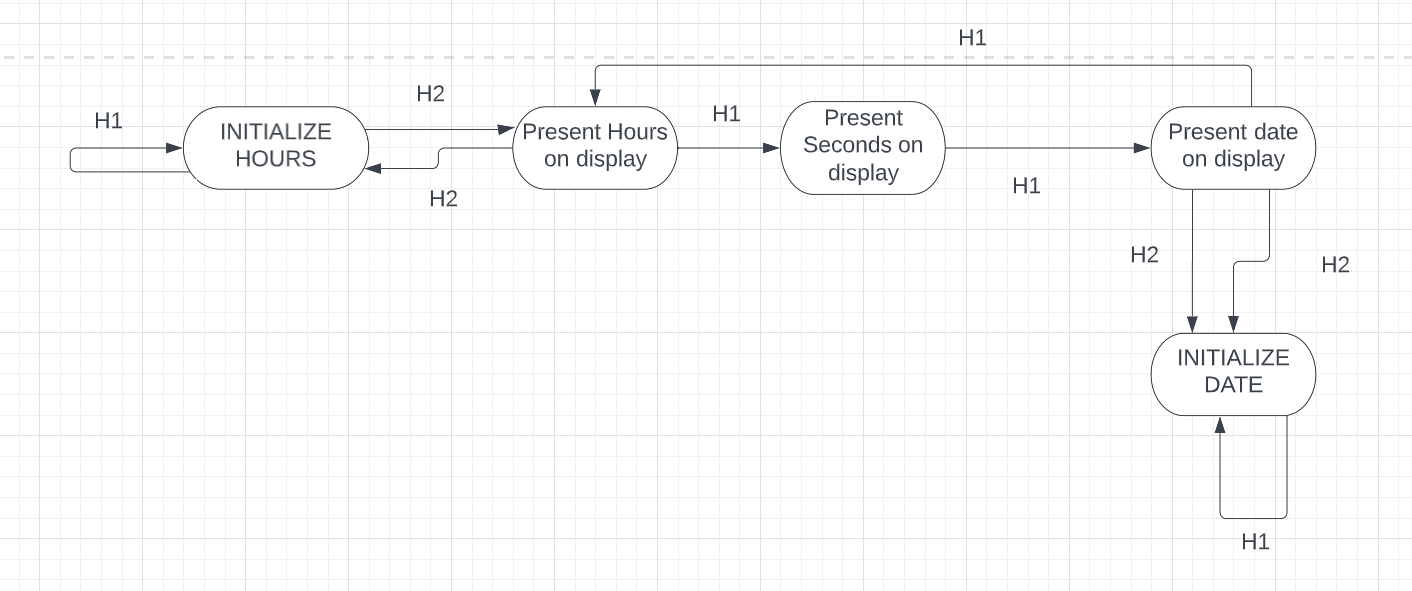 H1
H2
H1
INITIALIZE
HOURS
Present Hours
on display
H1
Present
Seconds on
display
Present date
on display
H2
H1
H2
H2
INITIALIZE
DATE
H1